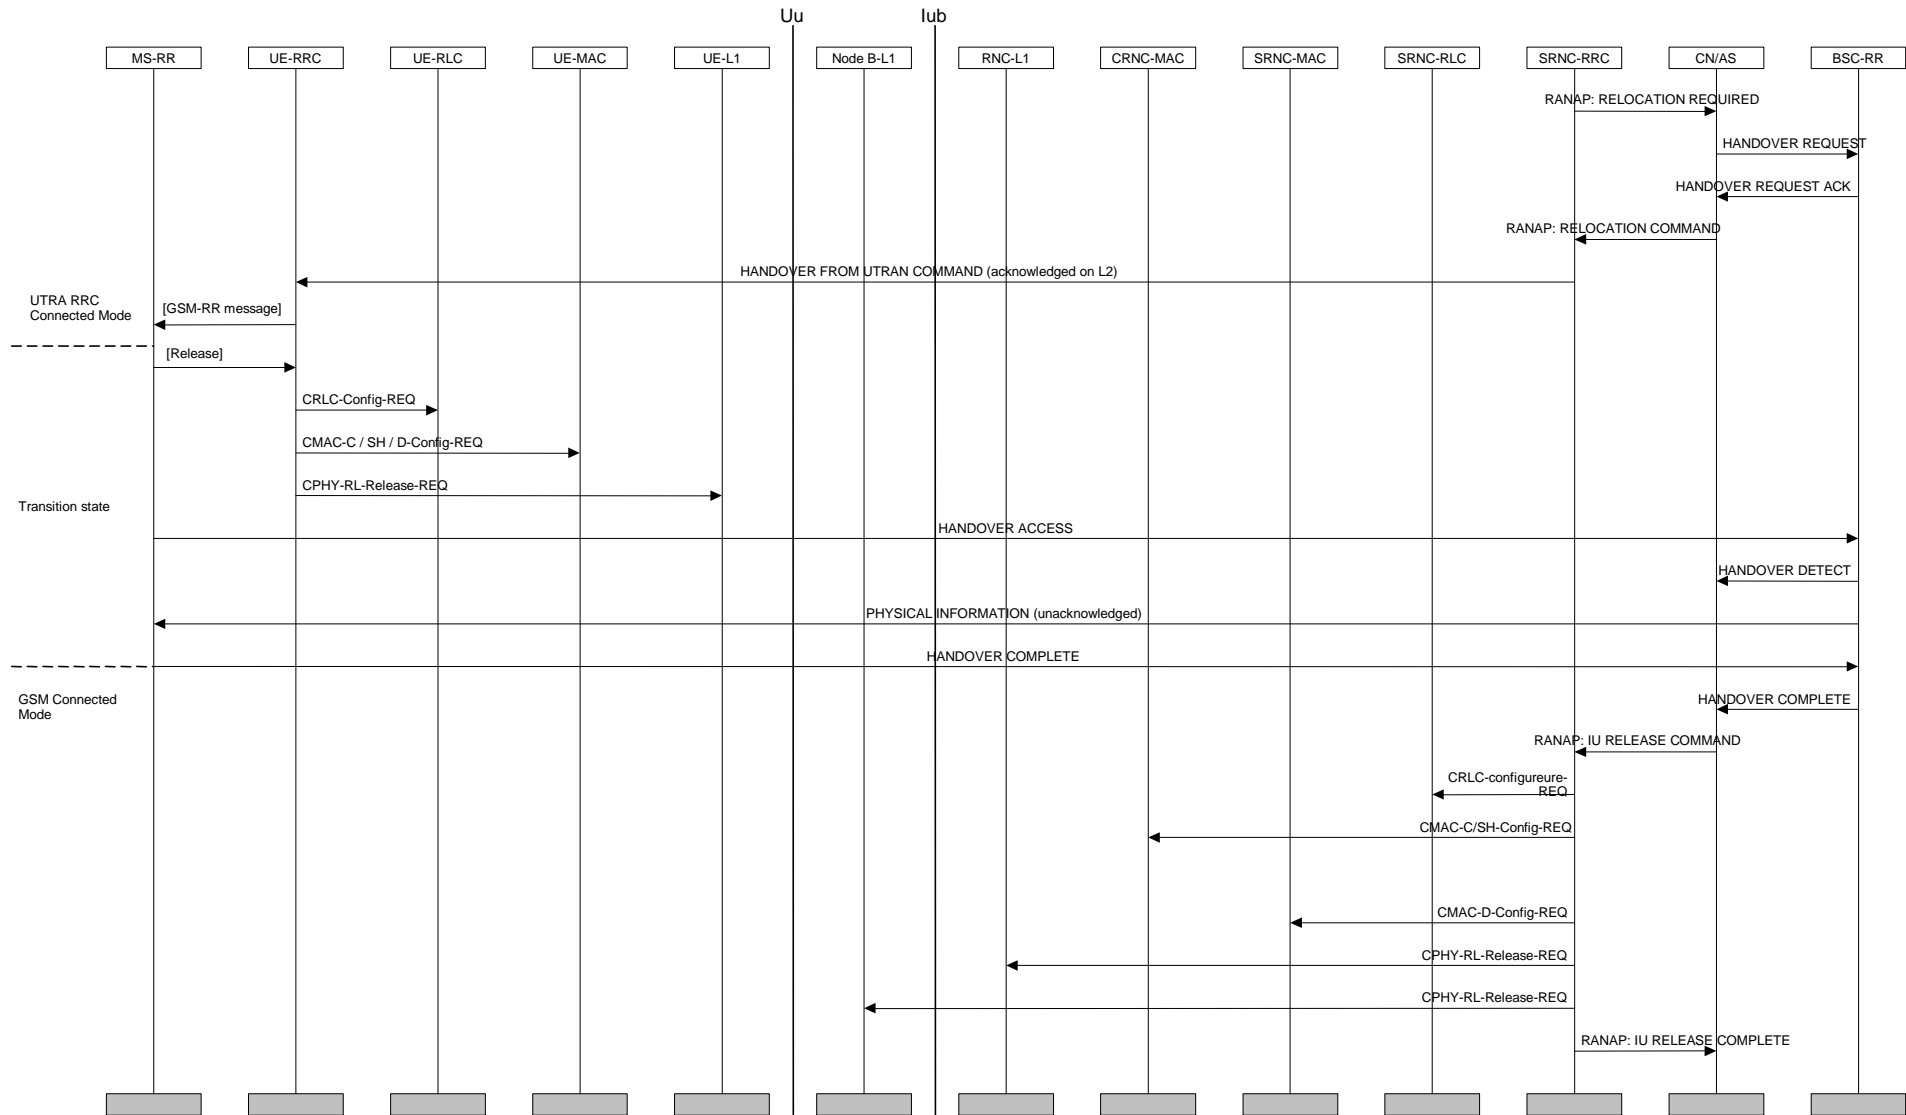 Uu
Iub
MS-RR
UE-RRC
UE-RLC
UE-MAC
UE-L1
Node B-L1
RNC-L1
CRNC-MAC
SRNC-MAC
SRNC-RLC
SRNC-RRC
CN/AS
BSC-RR
RANAP: RELOCATION REQUIRED
HANDOVER REQUEST
HANDOVER REQUEST ACK
RANAP: RELOCATION COMMAND
HANDOVER FROM UTRAN COMMAND (acknowledged on L2)
UTRA RRC
Connected Mode
[GSM-RR message]
[Release]
CRLC-Config-REQ
CMAC-C / SH / D-Config-REQ
CPHY-RL-Release-REQ
Transition state
HANDOVER ACCESS
HANDOVER DETECT
PHYSICAL INFORMATION (unacknowledged)
HANDOVER COMPLETE
GSM Connected
Mode
HANDOVER COMPLETE
RANAP: IU RELEASE COMMAND
CRLC-configureure-
REQ
CMAC-C/SH-Config-REQ
CMAC-D-Config-REQ
CPHY-RL-Release-REQ
CPHY-RL-Release-REQ
RANAP: IU RELEASE COMPLETE